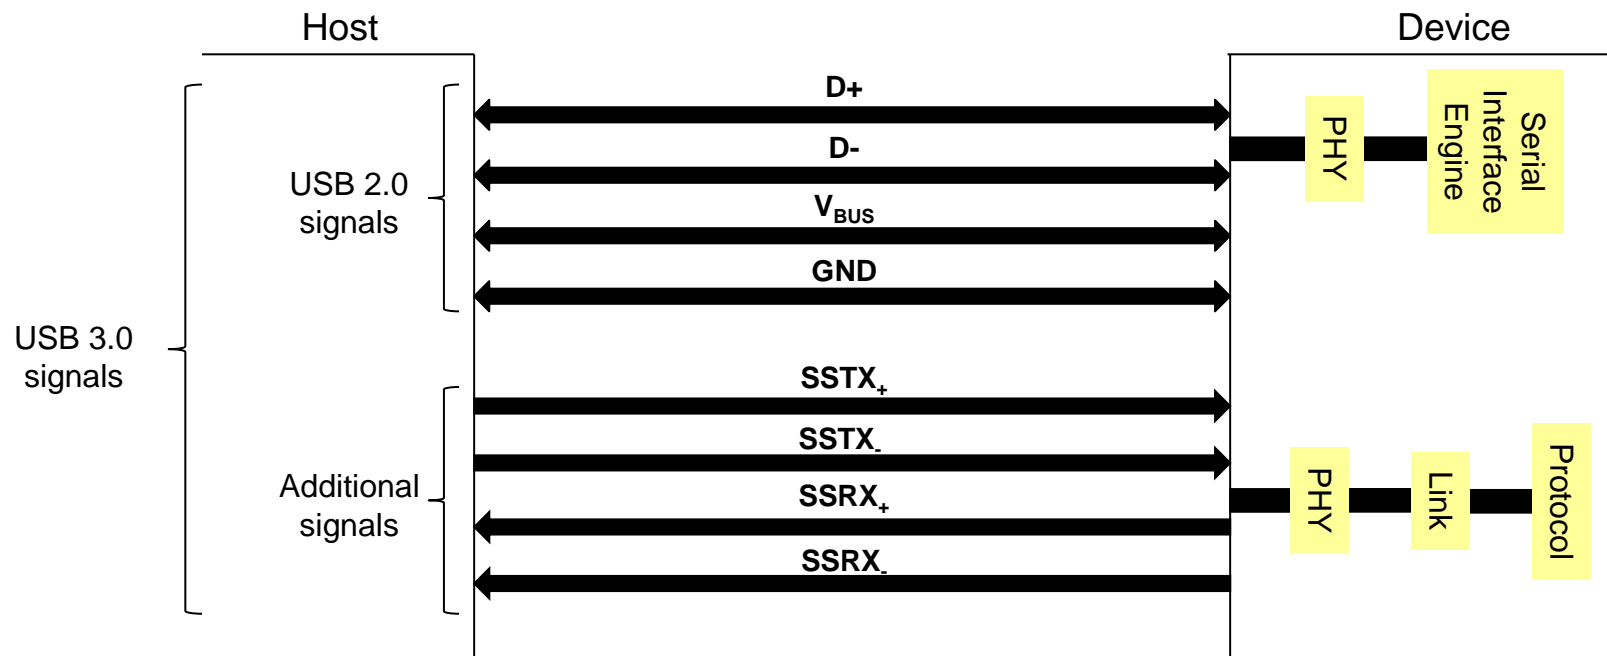 Host
Device
D+
D-
V_BUS
GND
USB 2.0
signals
USB 3.0
signals
SSTX+
SSTX-
SSRX+
SSRX-
Additional
signals
PHY
Serial
Interface
Engine
PHY
Link
Protocol